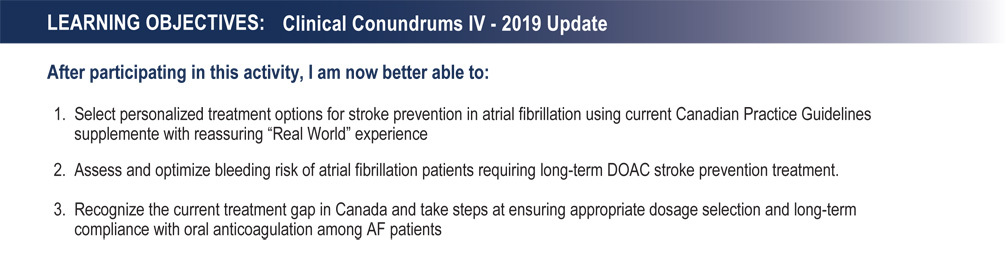 LEARNING OBJECTIVES: Clinical Conundrums IV - 2019 Update
After participating in this activity, I am now better able to:
1. Select personalized treatment options for stroke prevention in atrial fibrillation using current Canadian Practice Guidelines
supplemente with reassuring “Real World” experience
2. Assess and optimize bleeding risk of atrial fibrillation patients requiring long-term DOAC stroke prevention treatment.
3. Recognize the current treatment gap in Canada and take steps at ensuring appropriate dosage selection and long-term
compliance with oral anticoagulation among AF patients